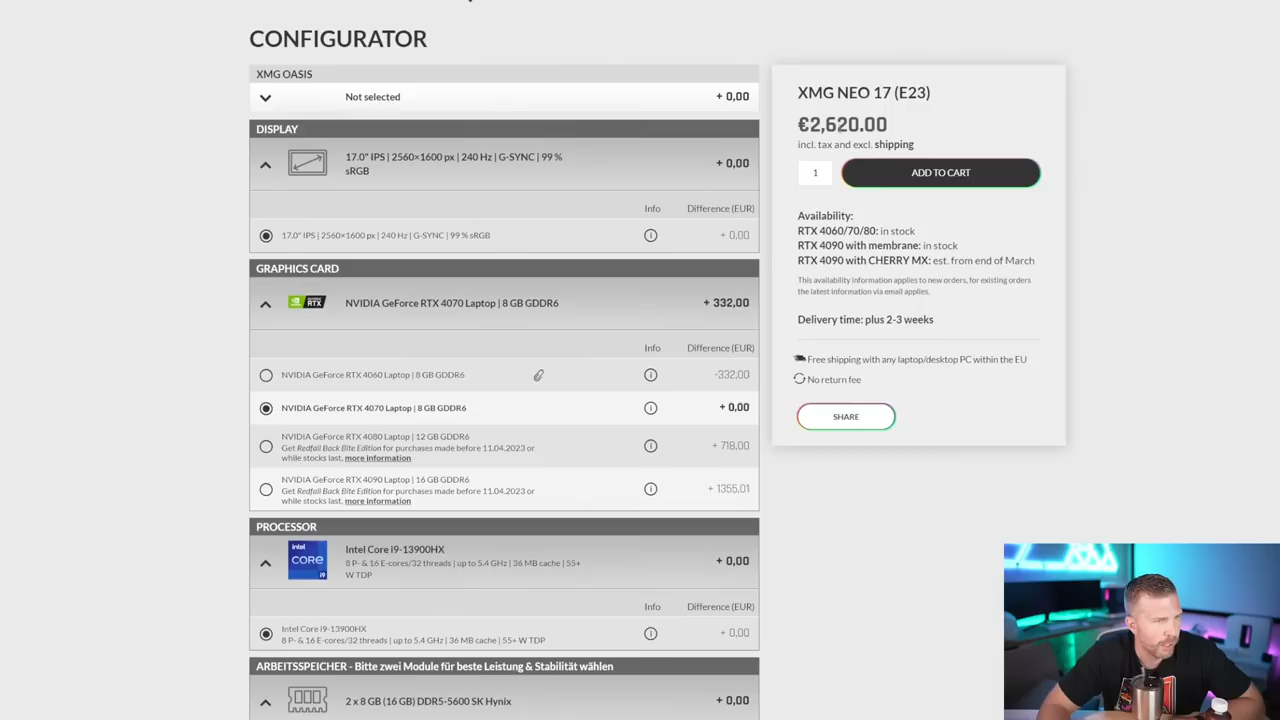 CONFIGURATOR
XMG OASIS
Not selected
+ 0,00
DISPLAY
17.0" IPS | 2560×1600 px | 240 Hz | G-SYNC | 99 %
sRGB
+ 0,00
Info
Difference (EUR)
17.0" IPS | 2560×1600 px | 240 Hz | G-SYNC | 99 % sRGB
+ 0,00
GRAPHICS CARD
NVIDIA GeForce RTX 4070 Laptop | 8 GB GDDR6
+ 332,00
Info
Difference (EUR)
NVIDIA GeForce RTX 4060 Laptop | 8 GB GDDR6
-332,00
NVIDIA GeForce RTX 4070 Laptop | 8 GB GDDR6
+ 0,00
NVIDIA GeForce RTX 4080 Laptop | 12 GB GDDR6
Get Redfall Back Bite Edition for purchases made before 11.04.2023 or
while stocks last, more information
+ 718,00
NVIDIA GeForce RTX 4090 Laptop | 16 GB GDDR6
Get Redfall Back Bite Edition for purchases made before 11.04.2023 or
while stocks last, more information
+ 1355,01
PROCESSOR
intel
CORE
i9
Intel Core i9-13900HX
8 P- & 16 E-cores/32 threads | up to 5.4 GHz | 36 MB cache | 55+
W TDP
+ 0,00
Info
Difference (EUR)
Intel Core i9-13900HX
8 P- & 16 E-cores/32 threads | up to 5.4 GHz | 36 MB cache | 55+ W TDP
+ 0,00
ARBEITSSPEICHER - Bitte zwei Module für beste Leistung & Stabilität wählen
2 x 8 GB (16 GB) DDR5-5600 SK Hynix
+ 0,00
XMG NEO 17 (E23)
€2,620.00
incl. tax and excl. shipping
1
ADD TO CART
Availability:
RTX 4060/70/80: in stock
RTX 4090 with membrane: in stock
RTX 4090 with CHERRY MX: est. from end of March
This availability information applies to new orders, for existing orders
the latest information via email applies.
Delivery time: plus 2-3 weeks
Free shipping with any laptop/desktop PC within the EU
No return fee
SHARE